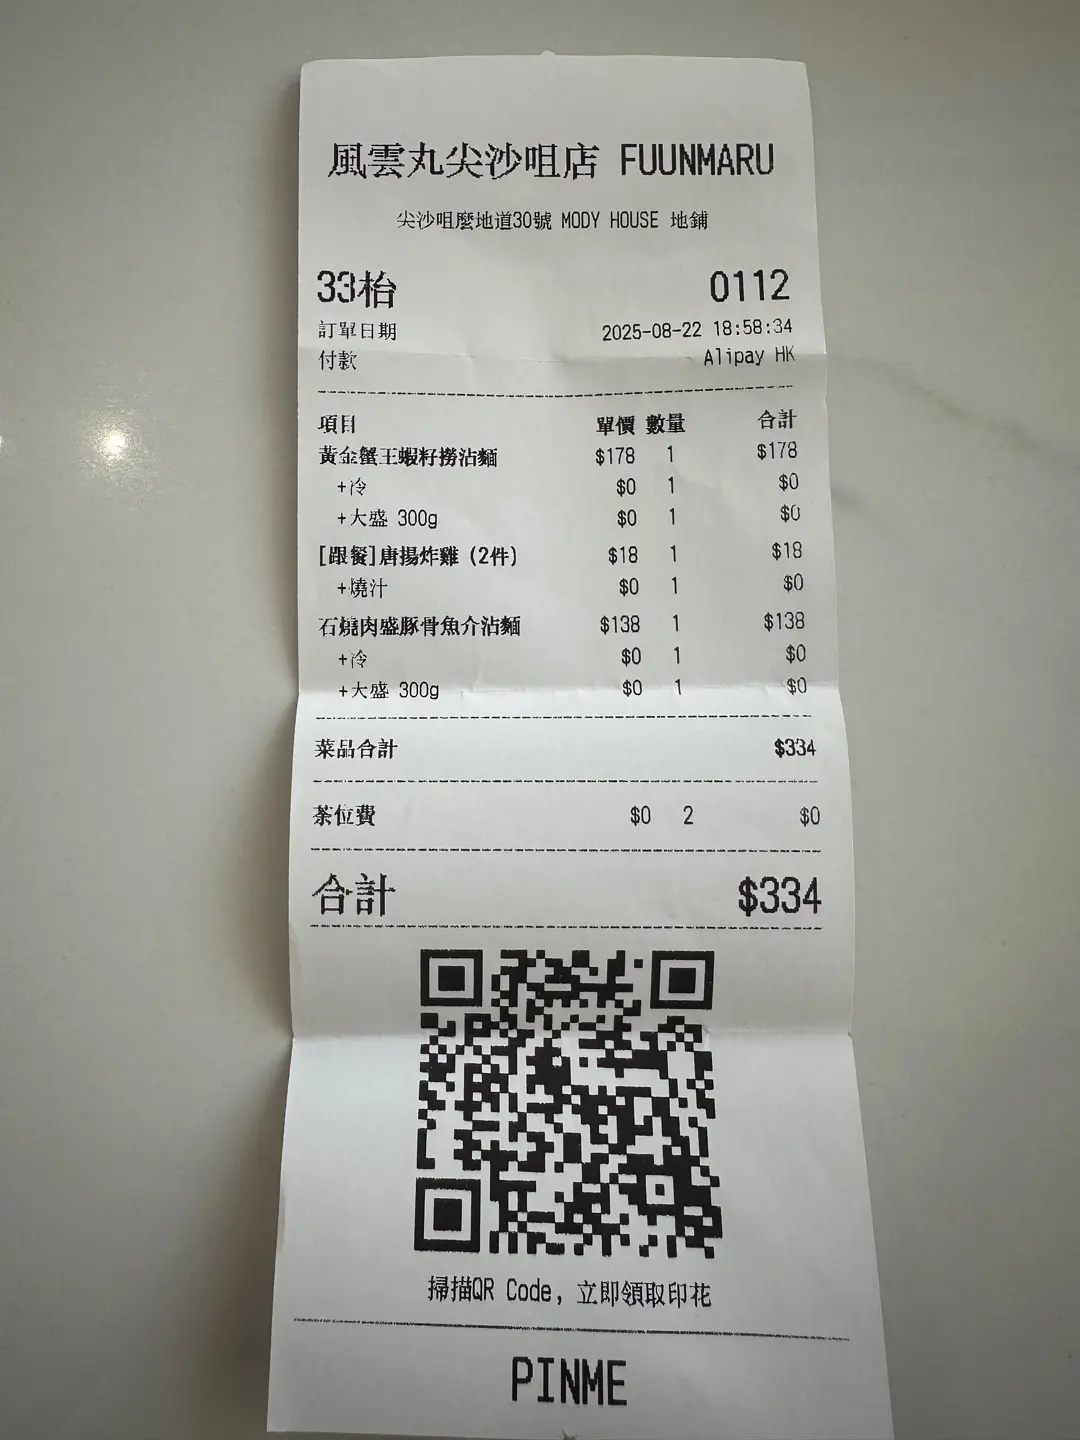 風雲丸尖沙咀店 FUUNMARU
尖沙咀麼地道30號 MODY HOUSE 地鋪
33枱 0112
訂單日期 2025-08-22 18:58:34
付款 Alipay HK
項目 單價 數量 合計
黃金蟹王蝦籽撈沾麵 $178 1 $178
+冷 $0 1 $0
+大盛 300g $0 1 $0
[跟餐]唐揚炸雞 (2件) $18 1 $18
+燒汁 $0 1 $0
石燒肉盛豚骨魚介沾麵 $138 1 $138
+冷 $0 1 $0
+大盛 300g $0 1 $0
菜品合計 $334
茶位費 $0 2 $0
合計 $334
掃描QR Code, 立即領取印花
PINME